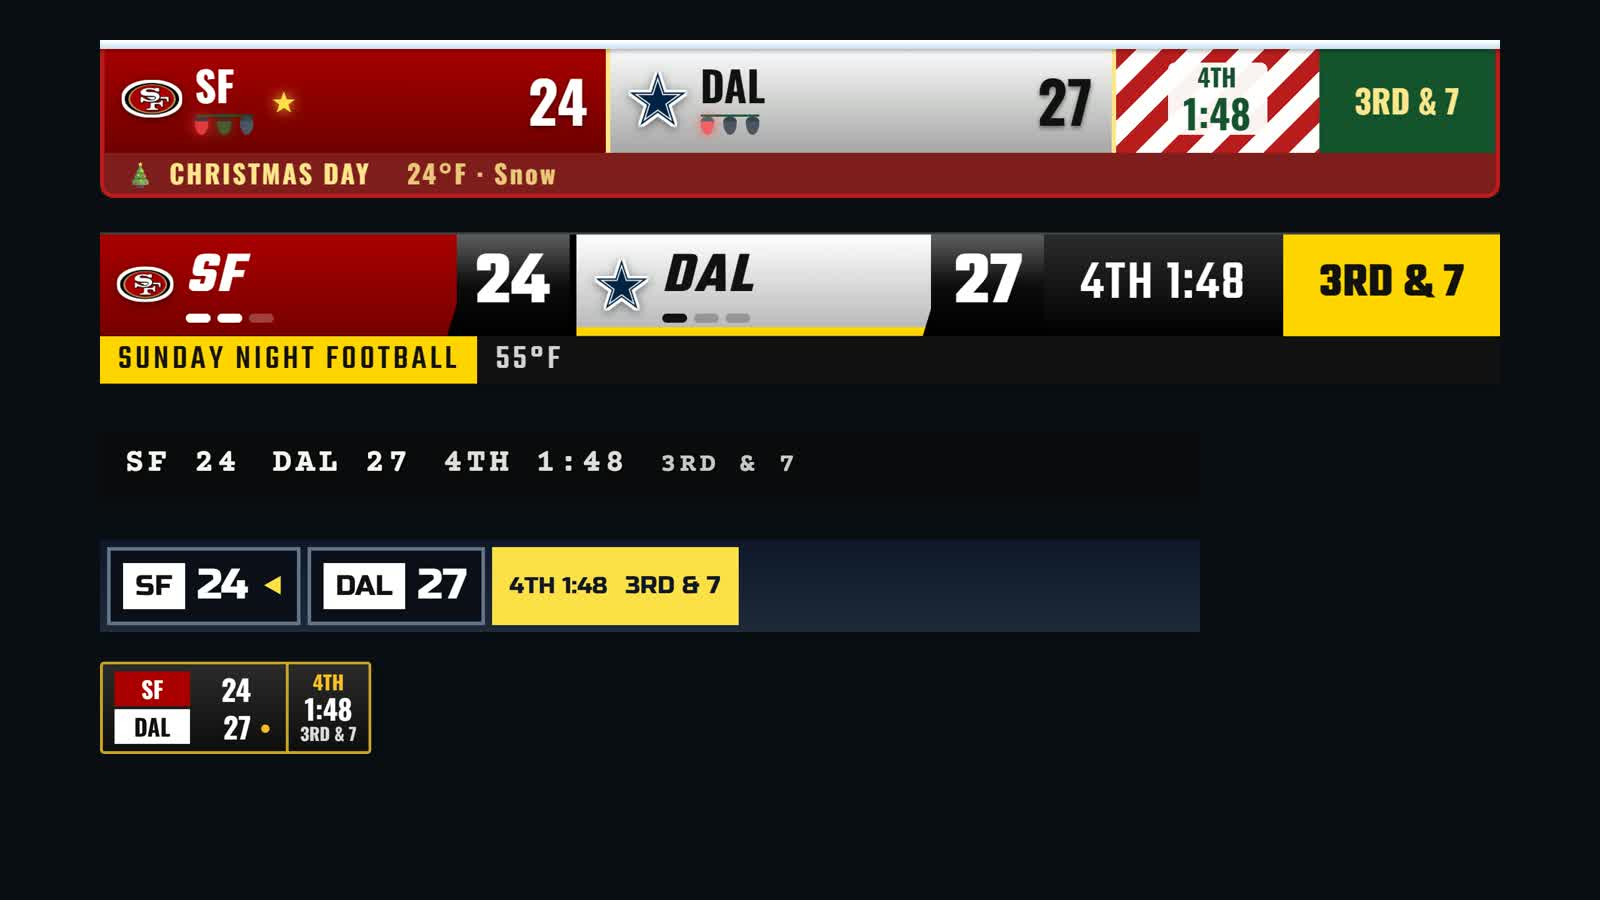 SF 24 DAL 27 4TH 3RD & 7
1:48
CHRISTMAS DAY 24°F · Snow
SF 24 DAL 27 4TH 1:48 3RD & 7
SUNDAY NIGHT FOOTBALL 55°F
SF 24 DAL 27 4TH 1:48 3RD & 7
SF 24 DAL 27 4TH 1:48 3RD & 7
SF 24 4TH
1:48
DAL 27 3RD & 7